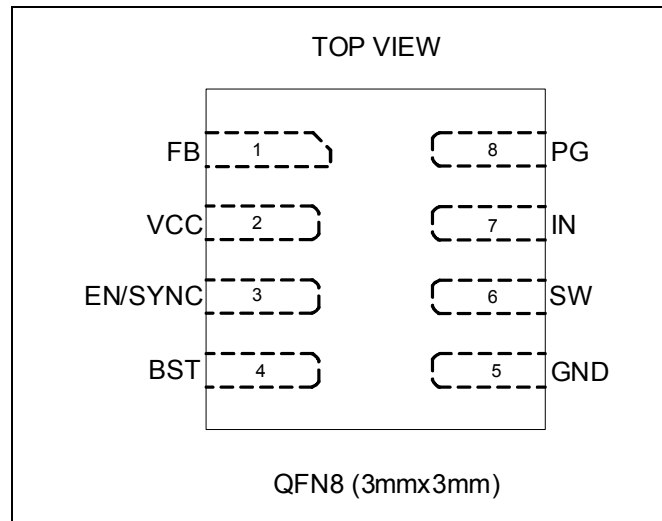 TOP VIEW
FB 1 8 PG
VCC 2 7 IN
EN/SYNC 3 6 SW
BST 4 5 GND
QFN8 (3mmx3mm)